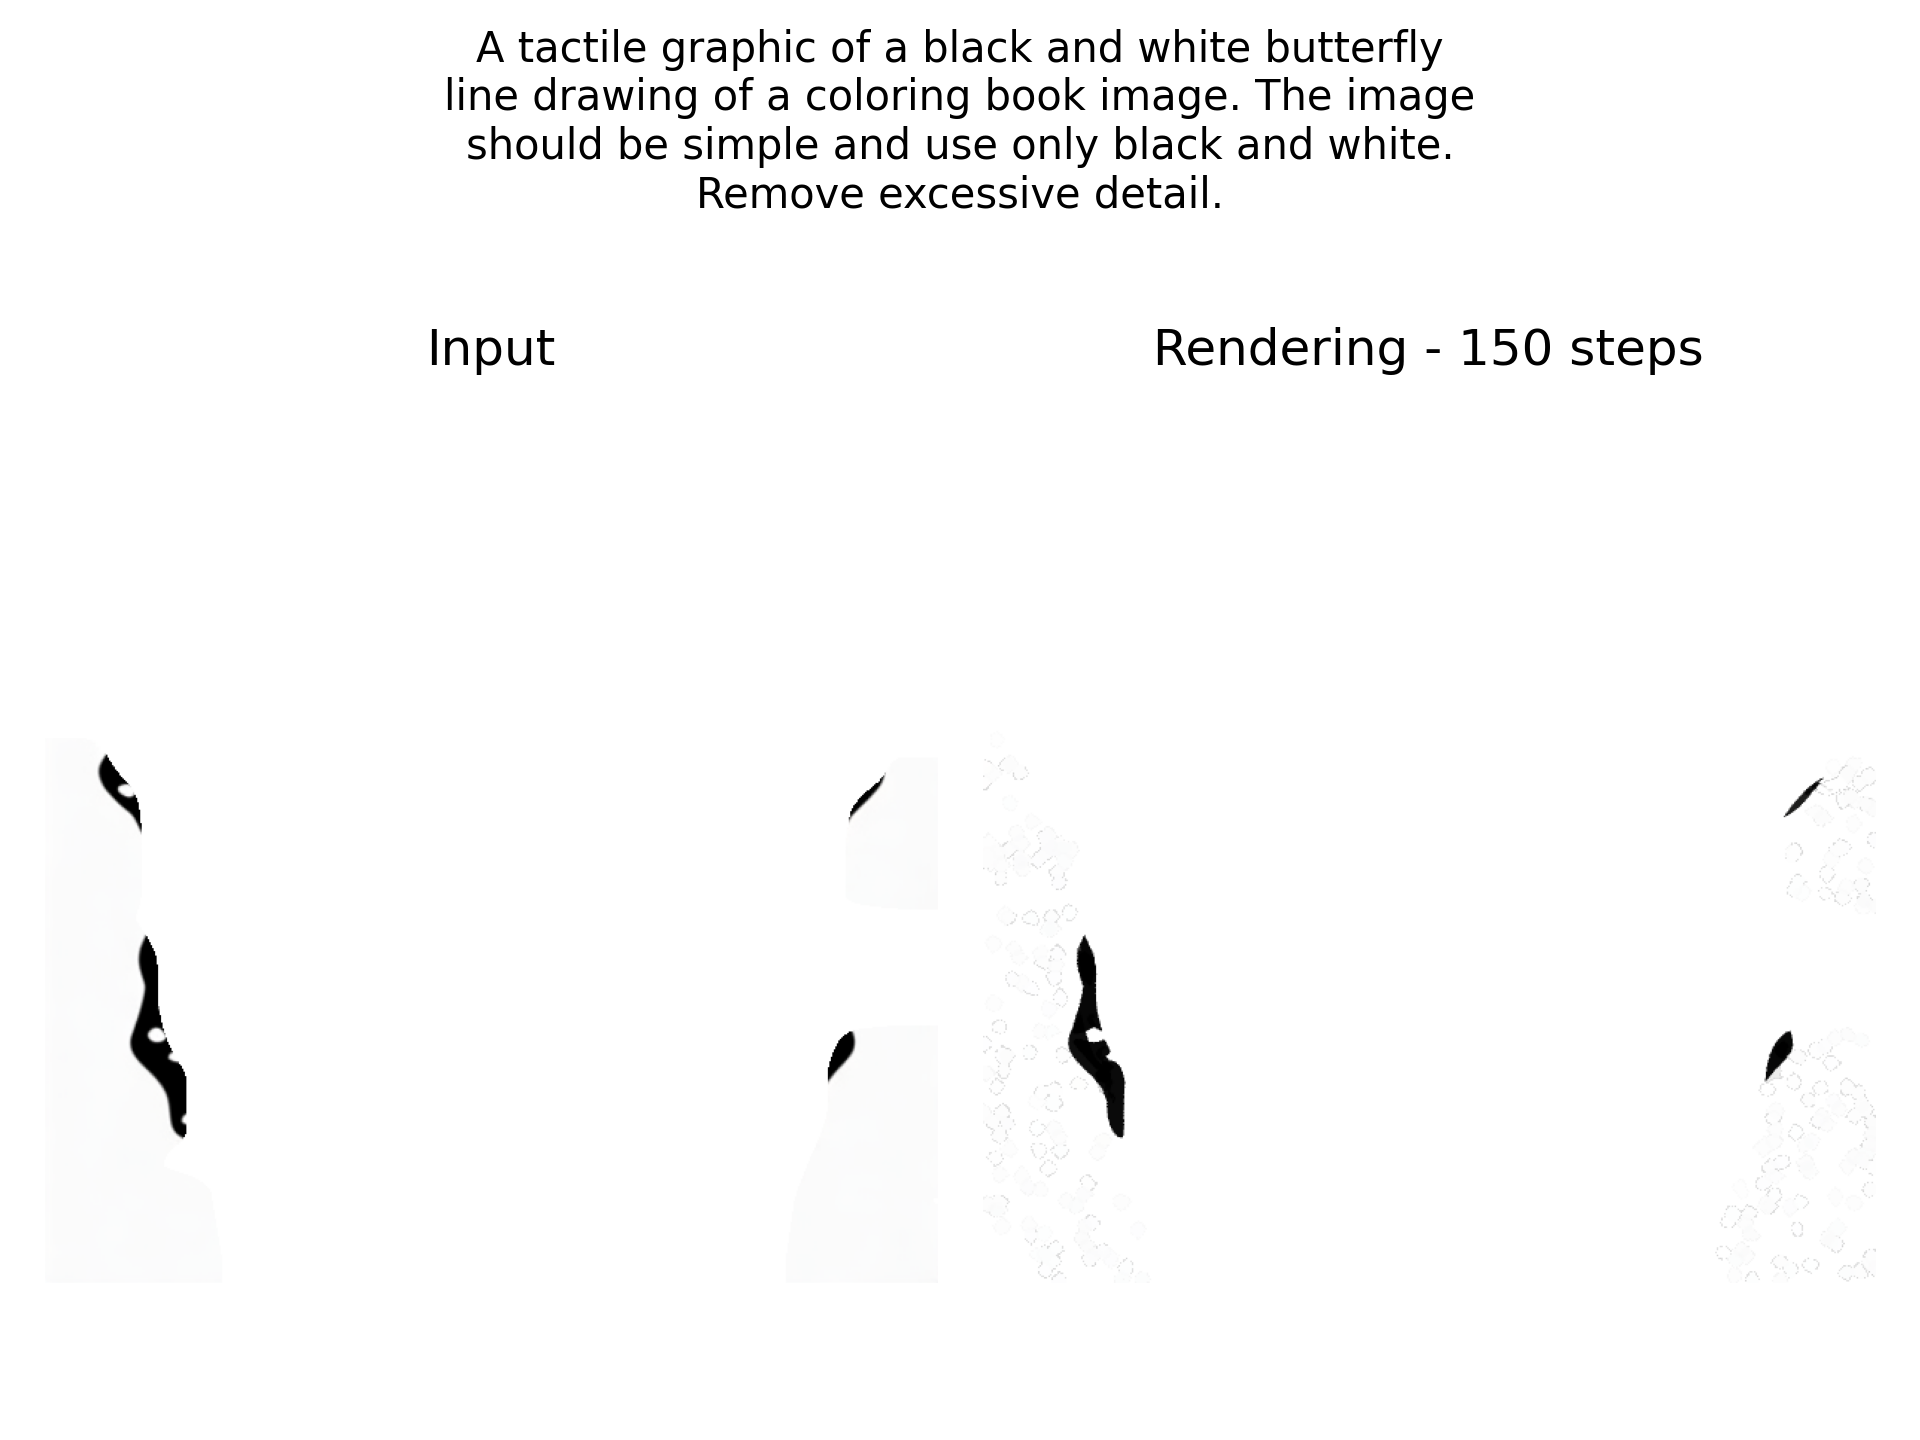 A tactile graphic of a black and white butterfly
line drawing of a coloring book image. The image
should be simple and use only black and white.
Remove excessive detail.
Input
Rendering - 150 steps